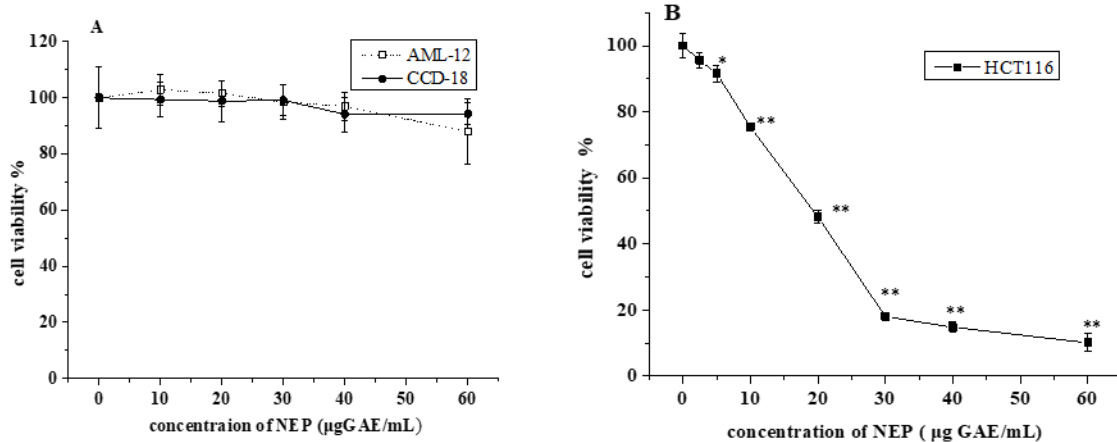 A
120
100
80
60
40
20
0
cell viability %
AML-12
CCD-18
0 10 20 30 40 50 60
concentraion of NEP (µgGAE/mL)
B
100
80
60
40
20
0
cell viability %
HCT116
*
**
**
**
**
**
0 10 20 30 40 50 60
concentration of NEP ( µg GAE/mL)